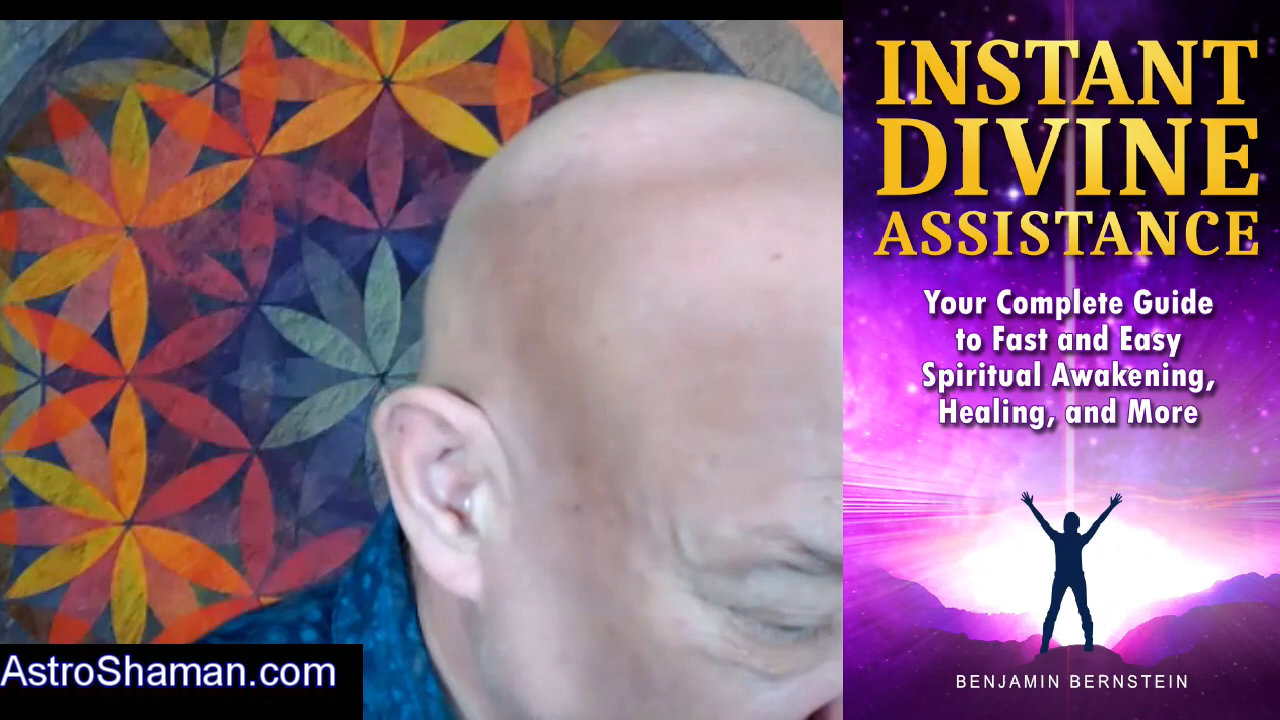 INSTANT
DIVINE
ASSISTANCE
Your Complete Guide
to Fast and Easy
Spiritual Awakening,
Healing, and More
BENJAMIN BERNSTEIN
AstroShaman.com